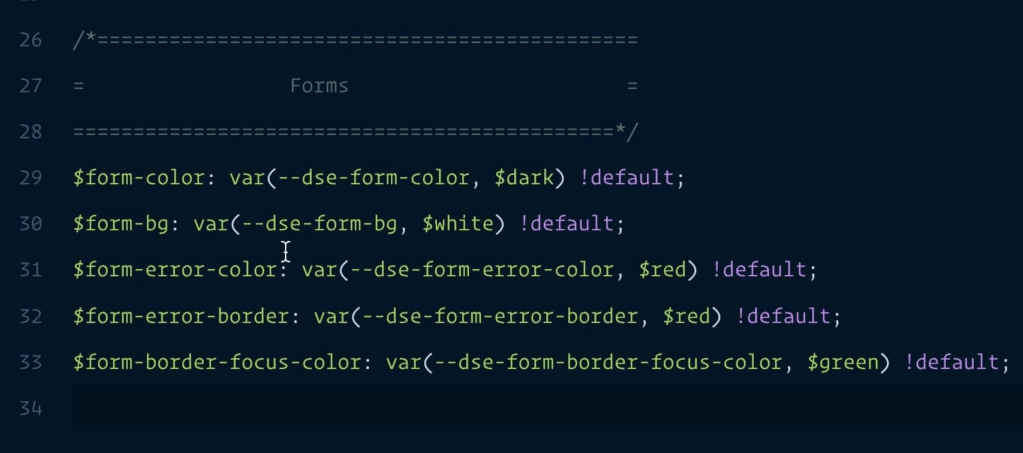 26 /*=============================================
27 =                 Forms                       =
28 =============================================*/
29 $form-color: var(--dse-form-color, $dark) !default;
30 $form-bg: var(--dse-form-bg, $white) !default;
31 $form-error-color: var(--dse-form-error-color, $red) !default;
32 $form-error-border: var(--dse-form-error-border, $red) !default;
33 $form-border-focus-color: var(--dse-form-border-focus-color, $green) !default;
34